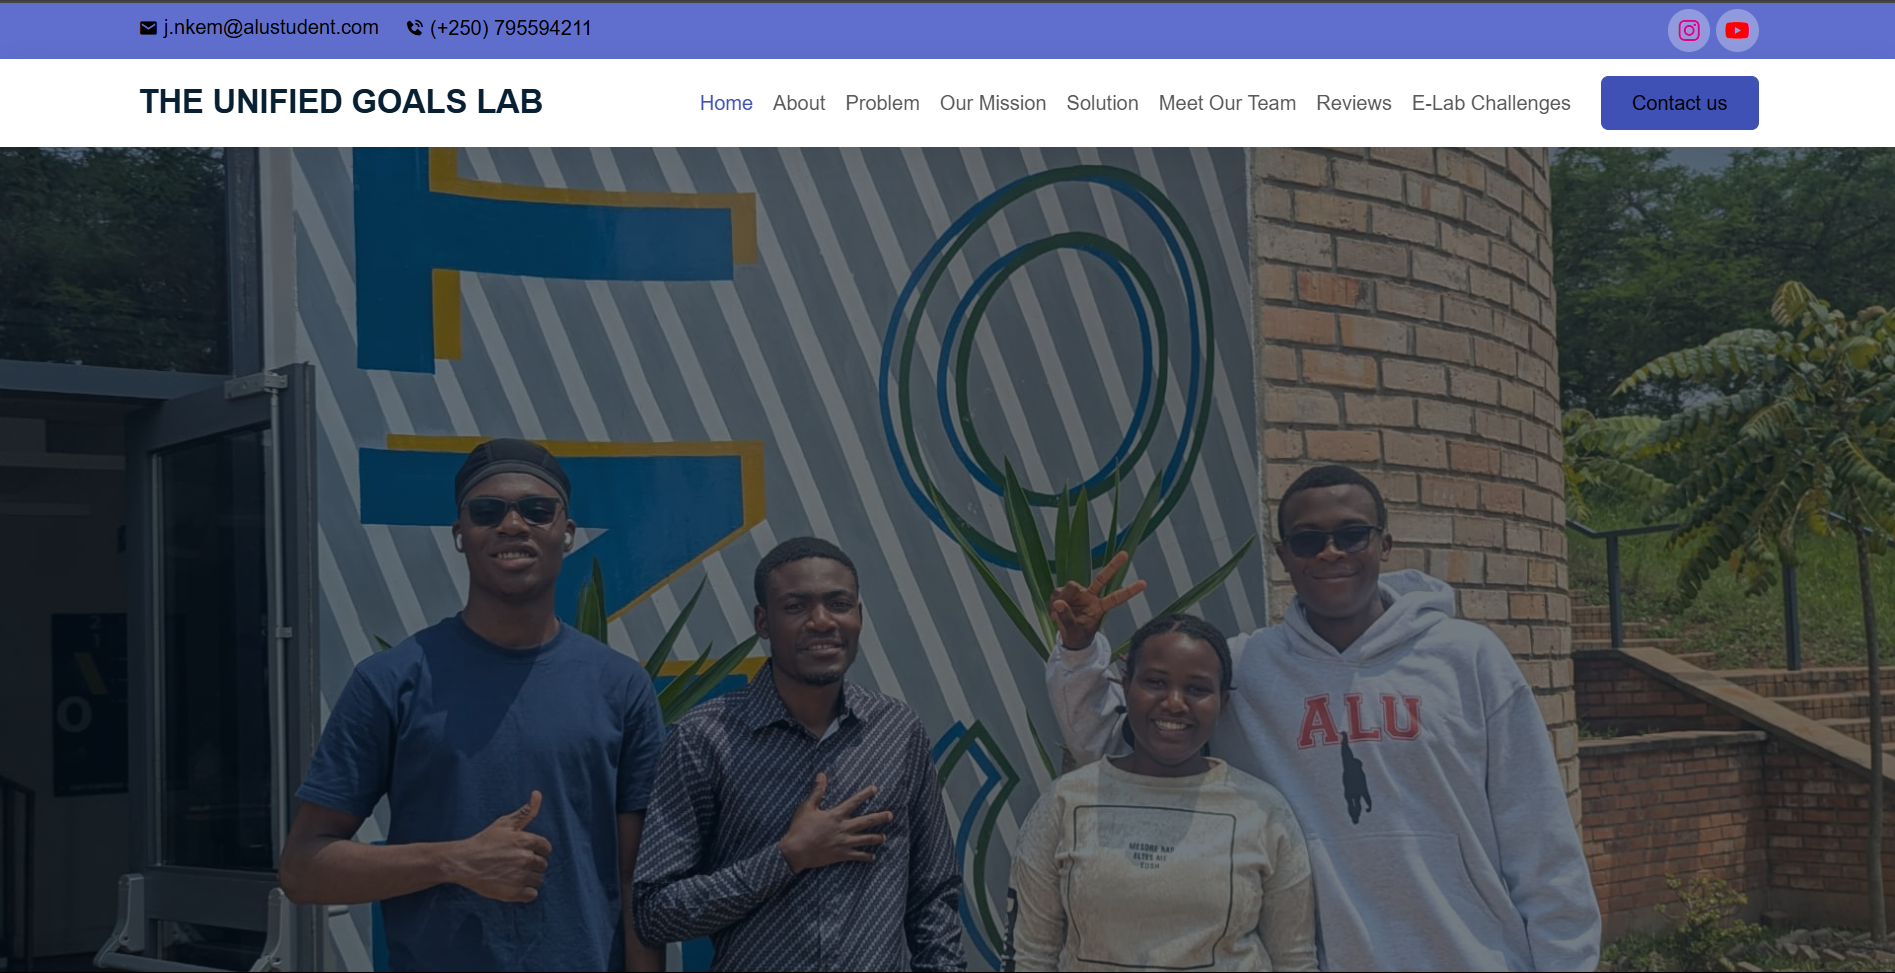 j.nkem@alustudent.com (+250) 795594211
THE UNIFIED GOALS LAB
Home About Problem Our Mission Solution Meet Our Team Reviews E-Lab Challenges Contact us
ALU